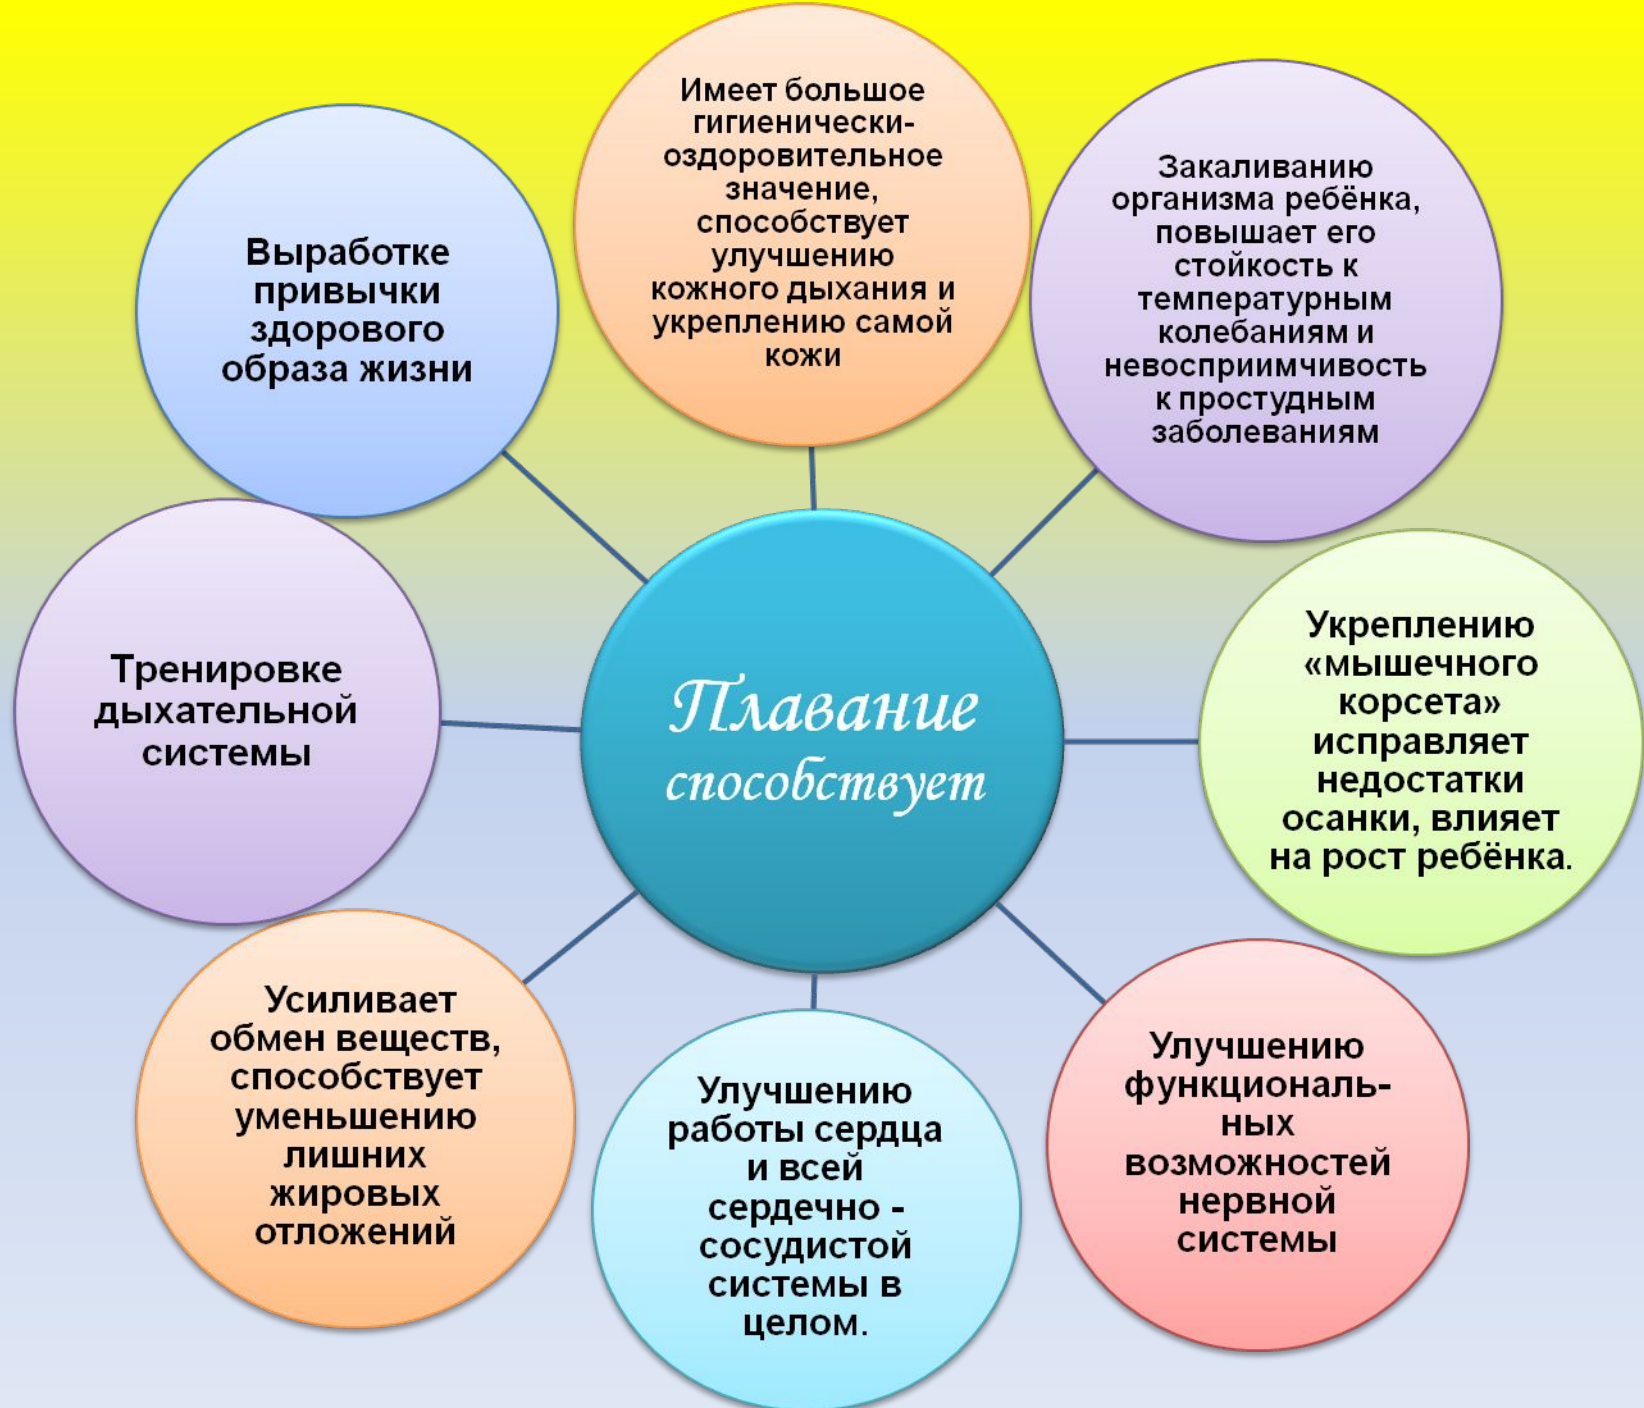 Имеет большое
гигиенически-
оздоровительное
значение,
способствует
улучшению
кожного дыхания и
укреплению самой
кожи
Закаливанию
организма ребёнка,
повышает его
стойкость к
температурным
колебаниям и
невосприимчивость
к простудным
заболеваниям
Укреплению
«мышечного
корсета»
исправляет
недостатки
осанки, влияет
на рост ребёнка.
Улучшению
функциональ-
ных
возможностей
нервной
системы
Улучшению
работы сердца
и всей
сердечно -
сосудистой
системы в
целом.
Усиливает
обмен веществ,
способствует
уменьшению
лишних
жировых
отложений
Тренировке
дыхательной
системы
Выработке
привычки
здорового
образа жизни
Плавание
способствует